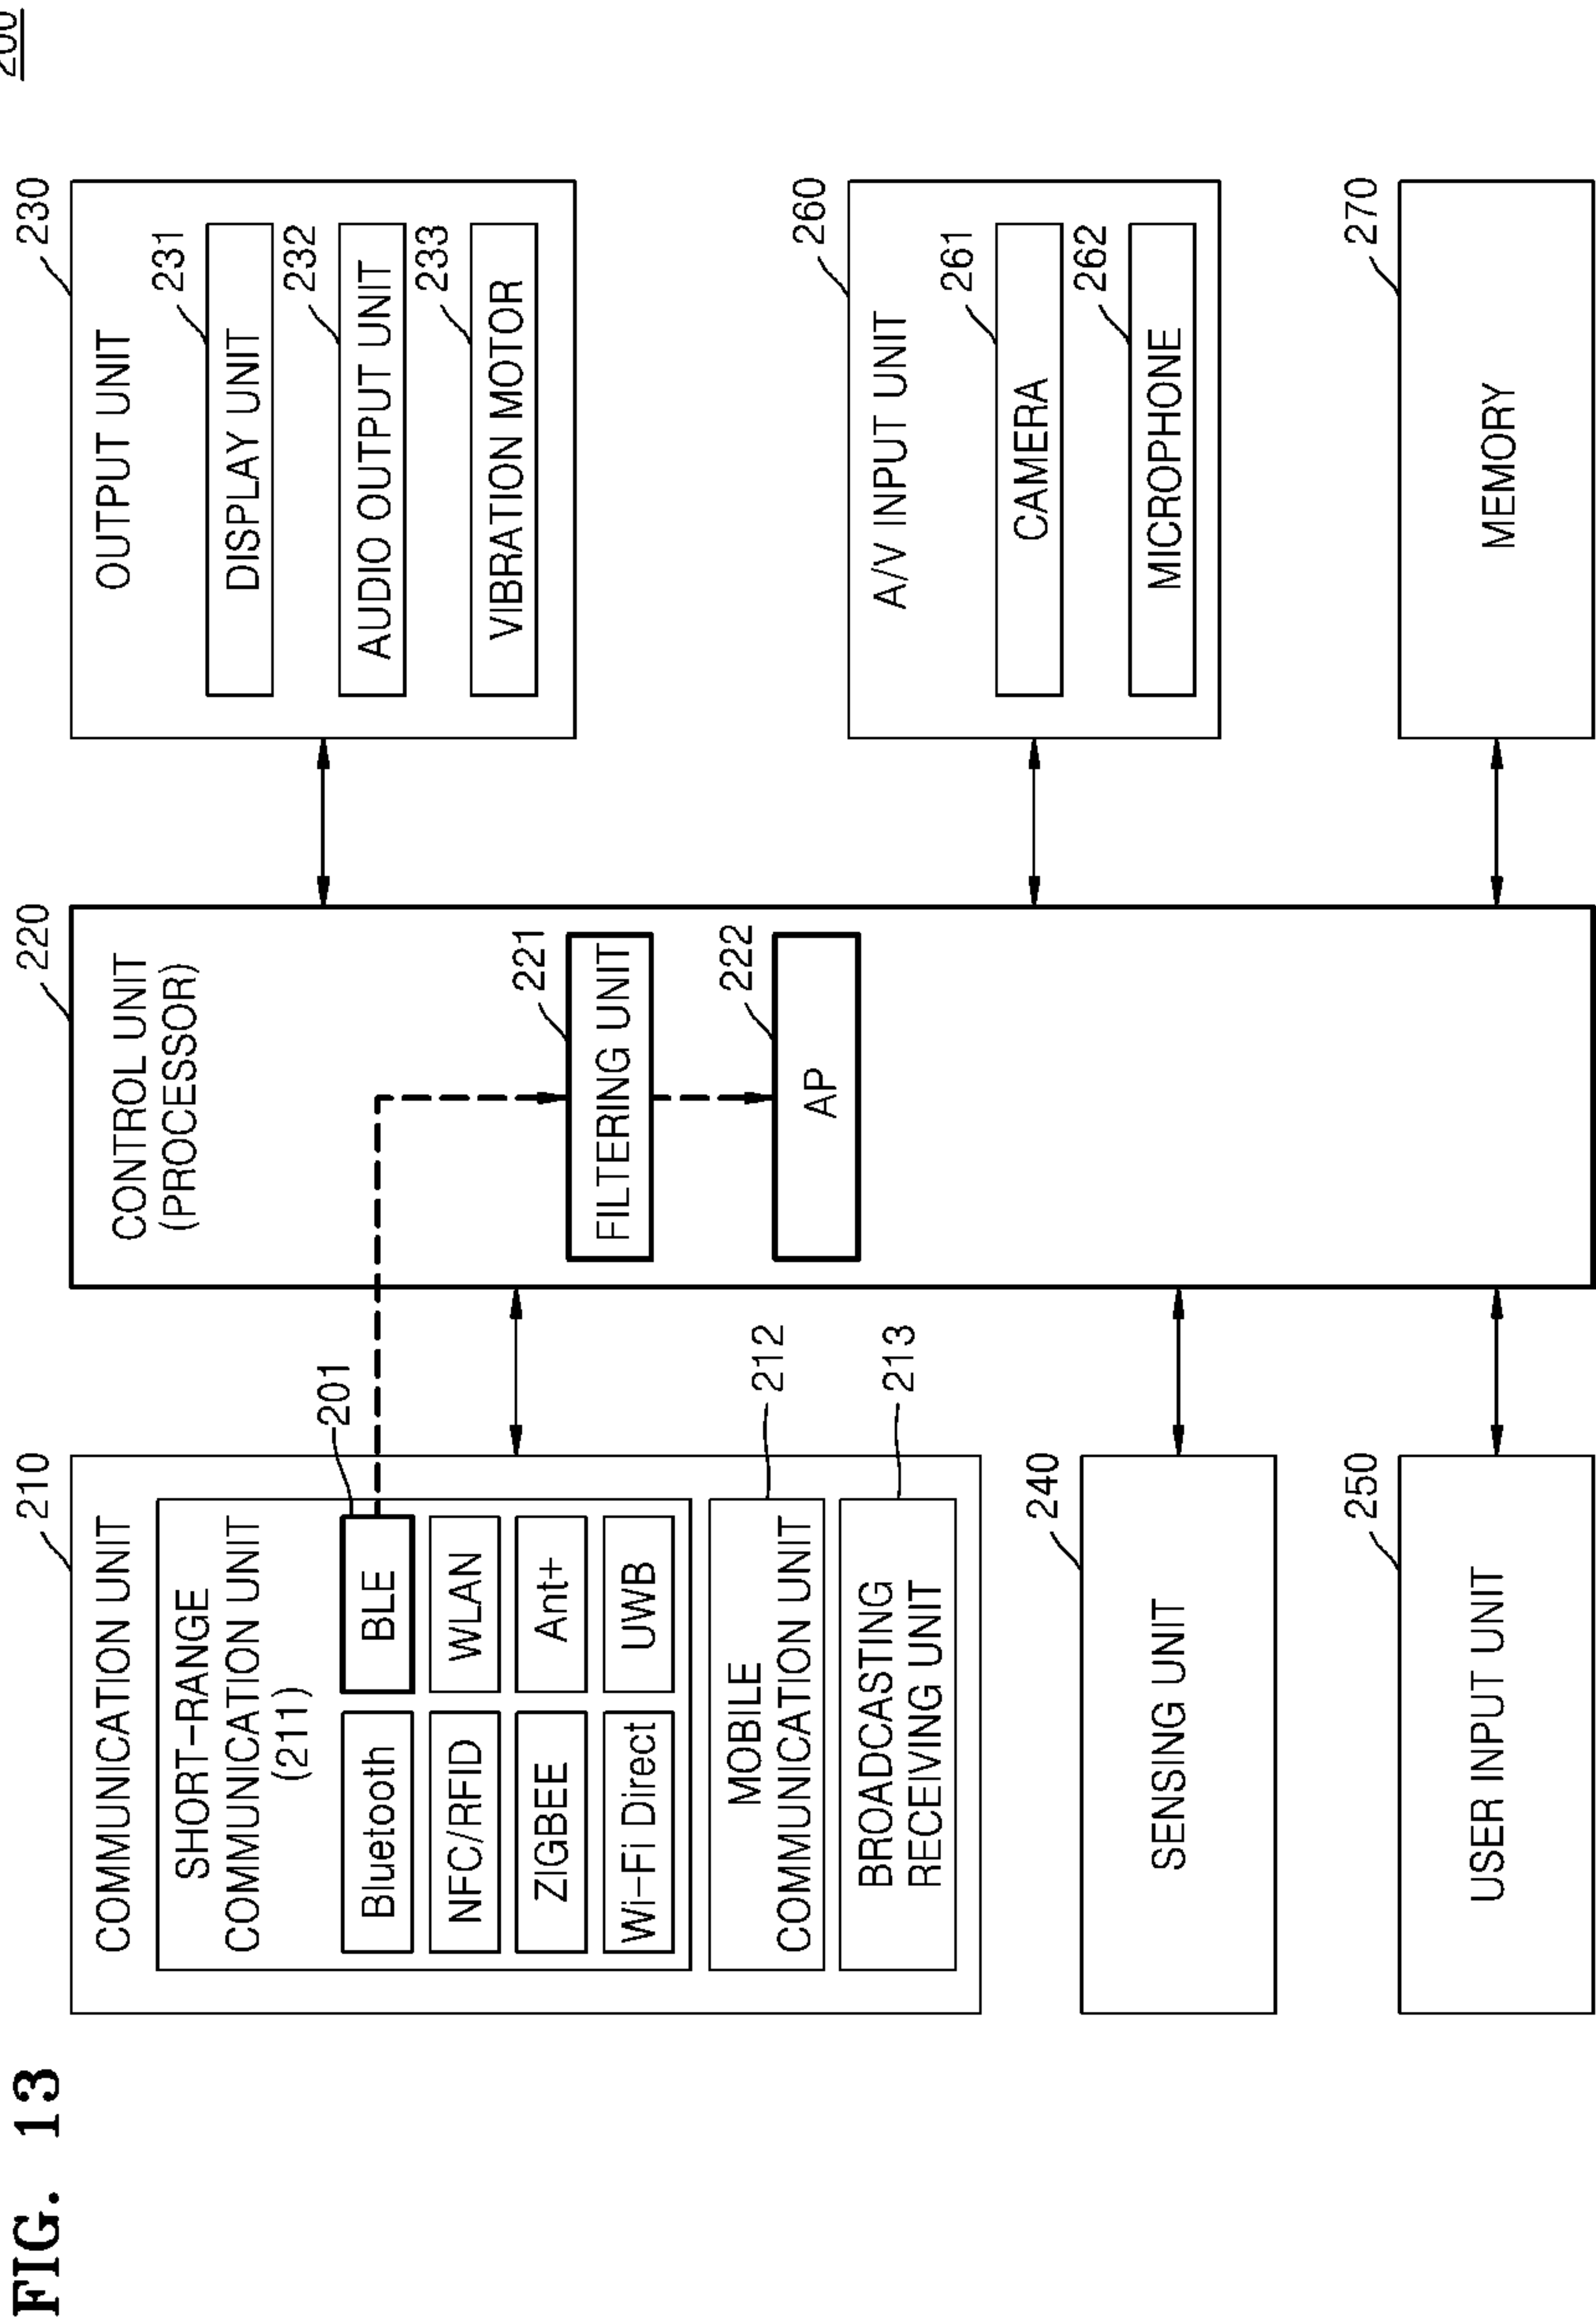 FIG. 13
200
210
COMMUNICATION UNIT
SHORT-RANGE
COMMUNICATION UNIT
(211)
201
Bluetooth
BLE
NFC/RFID
WLAN
ZIGBEE
Ant+
Wi-Fi Direct
UWB
MOBILE
COMMUNICATION UNIT
212
BROADCASTING
RECEIVING UNIT
213
240
SENSING UNIT
250
USER INPUT UNIT
220
CONTROL UNIT
(PROCESSOR)
221
FILTERING UNIT
222
AP
230
OUTPUT UNIT
231
DISPLAY UNIT
232
AUDIO OUTPUT UNIT
233
VIBRATION MOTOR
260
A/V INPUT UNIT
261
CAMERA
262
MICROPHONE
270
MEMORY